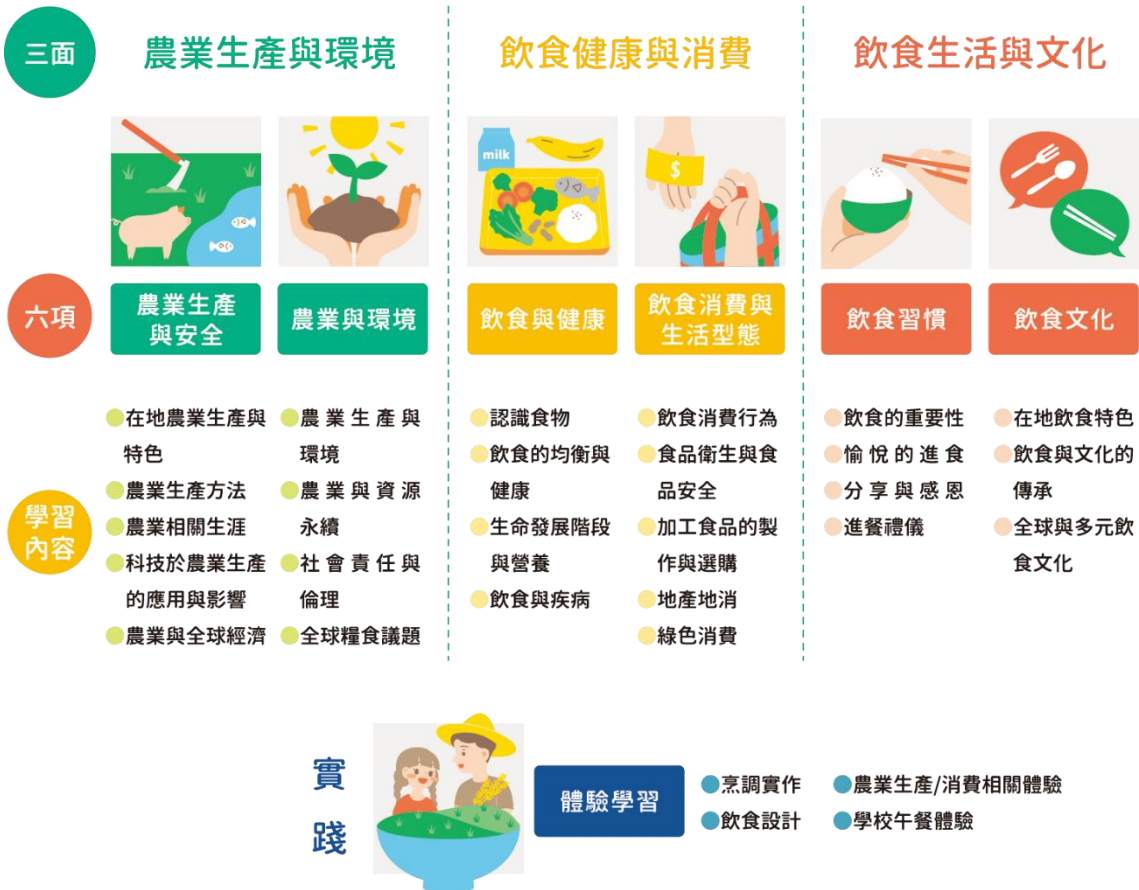 三面
農業生產與環境
飲食健康與消費
飲食生活與文化
milk
$
六項
農業生產
與安全
農業與環境
飲食與健康
飲食消費與
生活型態
飲食習慣
飲食文化
學習
內容
在地農業生產與
特色
農業生產方法
農業相關生涯
科技於農業生產
的應用與影響
農業與全球經濟
農業生產與
環境
農業與資源
永續
社會責任與
倫理
全球糧食議題
認識食物
飲食的均衡與
健康
生命發展階段
與營養
飲食與疾病
飲食消費行為
食品衛生與食
品安全
加工食品的製
作與選購
地產地消
綠色消費
飲食的重要性
愉悅的進食
分享與感恩
進餐禮儀
在地飲食特色
飲食與文化的
傳承
全球與多元飲
食文化
實
踐
體驗學習
烹調實作
飲食設計
農業生產/消費相關體驗
學校午餐體驗